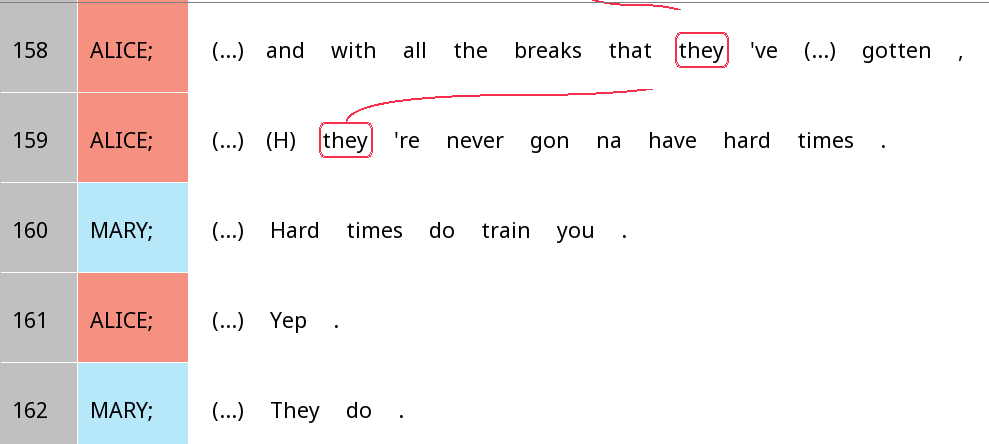 158 ALICE; (...) and with all the breaks that they 've (...) gotten ,
159 ALICE; (...) (H) they 're never gon na have hard times .
160 MARY; (...) Hard times do train you .
161 ALICE; (...) Yep .
162 MARY; (...) They do .